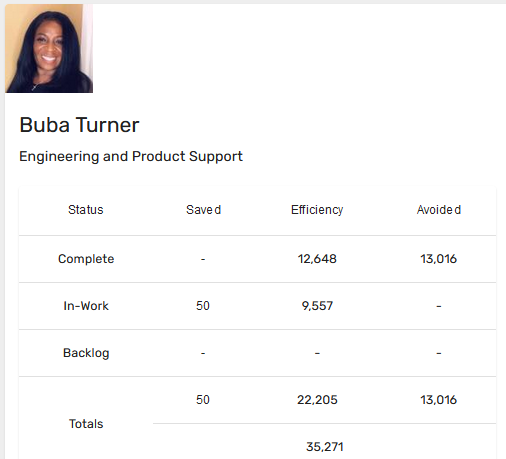 Buba Turner
Engineering and Product Support
Status Saved Efficiency Avoided
Complete - 12,648 13,016
In-Work 50 9,557 -
Backlog - - -
50 22,205 13,016
Totals
35,271